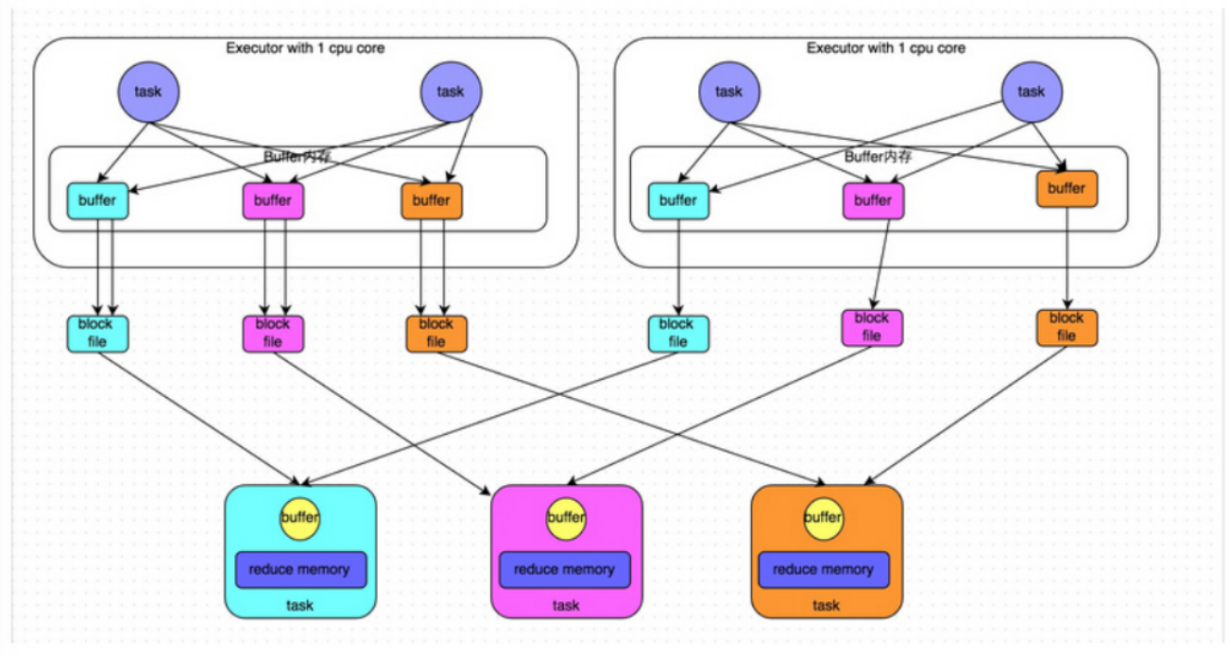 Executor with 1 cpu core
Executor with 1 cpu core
task
task
task
task
Buffer内存
Buffer内存
buffer
buffer
buffer
buffer
buffer
buffer
block
file
block
file
block
file
block
file
block
file
block
file
buffer
buffer
buffer
reduce memory
reduce memory
reduce memory
task
task
task